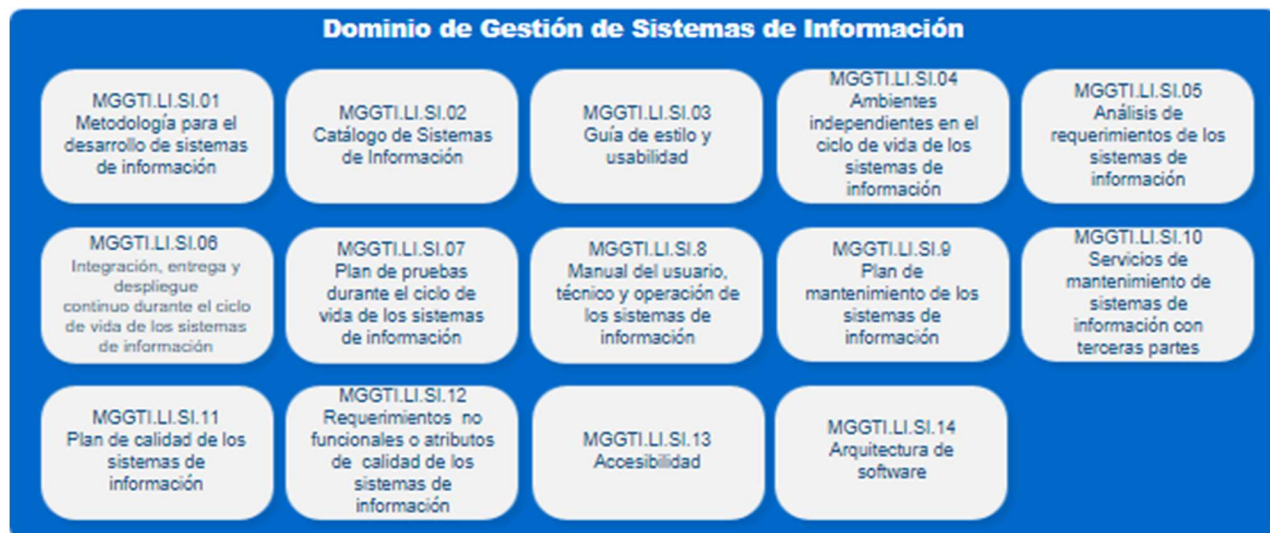 Dominio de Gestión de Sistemas de Información
MGGTI.LI.SI.01
Metodología para el
desarrollo de sistemas
de información
MGGTI.LI.SI.02
Catálogo de Sistemas
de Información
MGGTI.LI.SI.03
Guía de estilo y
usabilidad
MGGTI.LI.SI.04
Ambientes
independientes en el
ciclo de vida de los
sistemas de
información
MGGTI.LI.SI.05
Análisis de
requerimientos de los
sistemas de
información
MGGTI.LI.SI.06
Integración, entrega y
despliegue
continuo durante el ciclo
de vida de los sistemas
de información
MGGTI.LI.SI.07
Plan de pruebas
durante el ciclo de
vida de los sistemas
de información
MGGTI.LI.SI.8
Manual del usuario,
técnico y operación de
los sistemas de
información
MGGTI.LI.SI.9
Plan de
mantenimiento de los
sistemas de
información
MGGTI.LI.SI.10
Servicios de
mantenimiento de
sistemas de
información con
terceras partes
MGGTI.LI.SI.11
Plan de calidad de los
sistemas de
información
MGGTI.LI.SI.12
Requerimientos no
funcionales o atributos
de calidad de los
sistemas de
información
MGGTI.LI.SI.13
Accesibilidad
MGGTI.LI.SI.14
Arquitectura de
software